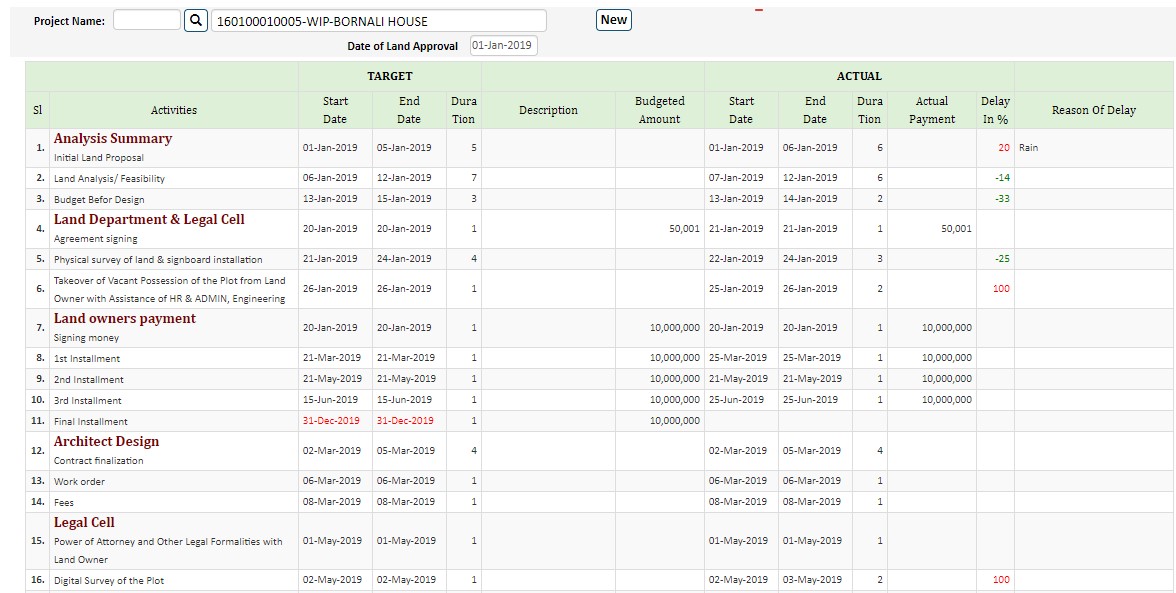 Project Name: 160100010005-WIP-BORNALI HOUSE New
Date of Land Approval 01-Jan-2019
TARGET ACTUAL
Sl Activities Start Date End Date Dura Tion Description Budgeted Amount Start Date End Date Dura Tion Actual Payment Delay In % Reason Of Delay
Analysis Summary
1. Initial Land Proposal 01-Jan-2019 05-Jan-2019 5 01-Jan-2019 06-Jan-2019 6 20 Rain
2. Land Analysis/ Feasibility 06-Jan-2019 12-Jan-2019 7 07-Jan-2019 12-Jan-2019 6 -14
3. Budget Befor Design 13-Jan-2019 15-Jan-2019 3 13-Jan-2019 14-Jan-2019 2 -33
Land Department & Legal Cell
4. Agreement signing 20-Jan-2019 20-Jan-2019 1 50,001 21-Jan-2019 21-Jan-2019 1 50,001
5. Physical survey of land & signboard installation 21-Jan-2019 24-Jan-2019 4 22-Jan-2019 24-Jan-2019 3 -25
6. Takeover of Vacant Possession of the Plot from Land
Owner with Assistance of HR & ADMIN, Engineering 26-Jan-2019 26-Jan-2019 1 25-Jan-2019 26-Jan-2019 2 100
Land owners payment
7. Signing money 20-Jan-2019 20-Jan-2019 1 10,000,000 20-Jan-2019 20-Jan-2019 1 10,000,000
8. 1st Installment 21-Mar-2019 21-Mar-2019 1 10,000,000 25-Mar-2019 25-Mar-2019 1 10,000,000
9. 2nd Installment 21-May-2019 21-May-2019 1 10,000,000 21-May-2019 21-May-2019 1 10,000,000
10. 3rd Installment 15-Jun-2019 15-Jun-2019 1 10,000,000 25-Jun-2019 25-Jun-2019 1 10,000,000
11. Final Installment 31-Dec-2019 31-Dec-2019 1 10,000,000
Architect Design
12. Contract finalization 02-Mar-2019 05-Mar-2019 4 02-Mar-2019 05-Mar-2019 4
13. Work order 06-Mar-2019 06-Mar-2019 1 06-Mar-2019 06-Mar-2019 1
14. Fees 08-Mar-2019 08-Mar-2019 1 08-Mar-2019 08-Mar-2019 1
Legal Cell
15. Power of Attorney and Other Legal Formalities with
Land Owner 01-May-2019 01-May-2019 1 01-May-2019 01-May-2019 1
16. Digital Survey of the Plot 02-May-2019 02-May-2019 1 02-May-2019 03-May-2019 2 100